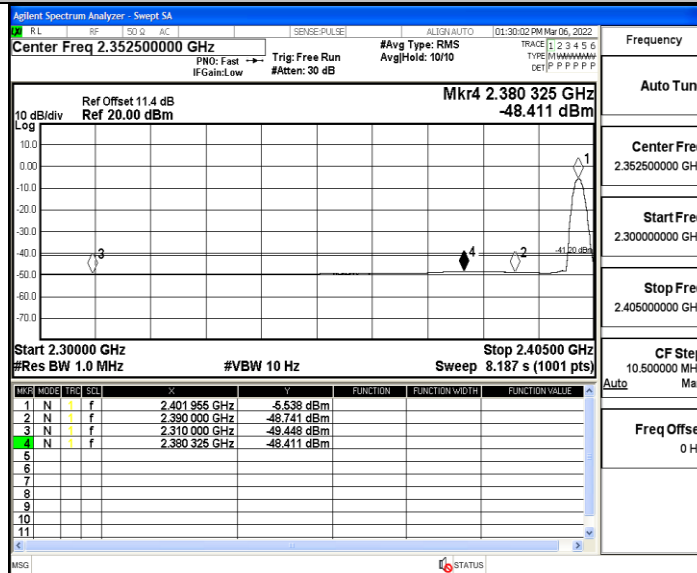 Agilent Spectrum Analyzer - Swept SA
RL RF 50 Ω AC SENSE:PULSE ALIGNAUTO 01:30:02 PM Mar 06, 2022
Center Freq 2.352500000 GHz
PNO: Fast
IFGain:Low
Trig: Free Run
#Atten: 30 dB
#Avg Type: RMS
Avg|Hold: 10/10
TRACE 1 2 3 4 5 6
TYPE M W W W W W
DET P P P P P P
Ref Offset 11.4 dB
Ref 20.00 dBm
10 dB/div
Log
Mkr4 2.380 325 GHz
-48.411 dBm
10.0
0.00
-10.0
-20.0
-30.0
-40.0
-60.0
-60.0
-70.0
1
2
3
4
-41.20 dBm
Start 2.30000 GHz Stop 2.40500 GHz
#Res BW 1.0 MHz #VBW 10 Hz Sweep 8.187 s (1001 pts)
MKR MODE TRC SCL X Y FUNCTION FUNCTION WIDTH FUNCTION VALUE
1 N 1 f 2.401 955 GHz -5.538 dBm
2 N 1 f 2.390 000 GHz -48.741 dBm
3 N 1 f 2.310 000 GHz -49.448 dBm
4 N 1 f 2.380 325 GHz -48.411 dBm
5
6
7
8
9
10
11
MSG STATUS
Frequency
Auto Tun
Center Fre
2.352500000 GH
Start Fre
2.300000000 GH
Stop Fre
2.405000000 GH
CF Step
10.500000 MH
Auto Ma
Freq Offse
0 H